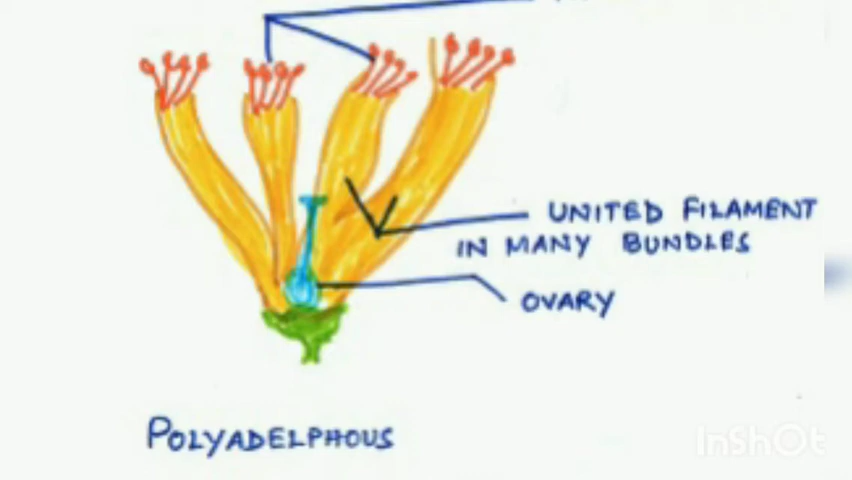 UNITED FILAMENT
IN MANY BUNDLES
OVARY
POLYADELPHOUS
InShOt